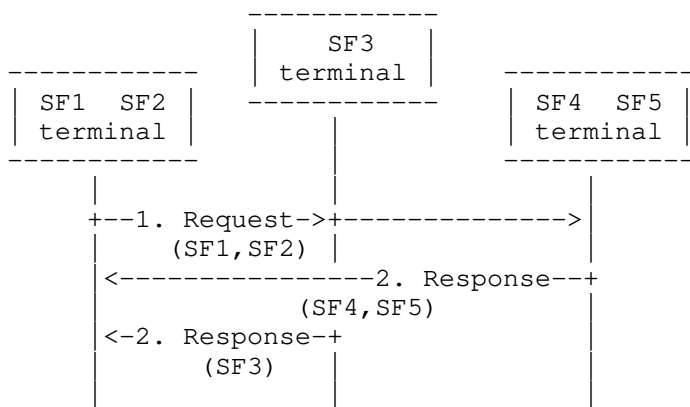 SF3
terminal
SF1 SF2
terminal
SF4 SF5
terminal
1. Request
(SF1,SF2)
2. Response
(SF4,SF5)
2. Response
(SF3)